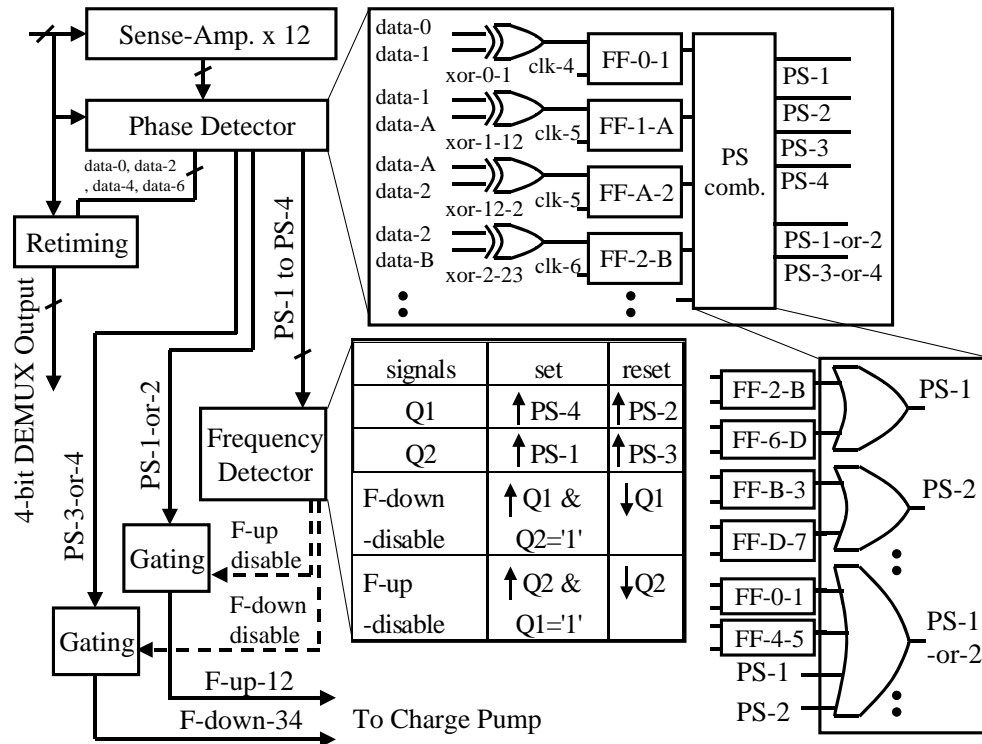 Sense-Amp. x 12
Phase Detector
data-0, data-2
, data-4, data-6
Retiming
4-bit DEMUX Output
PS-3-or-4
PS-1-or-2
PS-1 to PS-4
Frequency
Detector
Gating
F-up
disable
F-down
disable
Gating
F-up-12
F-down-34
To Charge Pump
data-0
data-1
xor-0-1
clk-4
FF-0-1
data-1
data-A
xor-1-12
clk-5
FF-1-A
data-A
data-2
xor-12-2
clk-5
FF-A-2
data-2
data-B
xor-2-23
clk-6
FF-2-B
PS
comb.
PS-1
PS-2
PS-3
PS-4
PS-1-or-2
PS-3-or-4
signals set reset
Q1 ↑PS-4 ↑PS-2
Q2 ↑PS-1 ↑PS-3
F-down ↑Q1 & ↓Q1
-disable Q2='1'
F-up ↑Q2 & ↓Q2
-disable Q1='1'
FF-2-B
FF-6-D
PS-1
FF-B-3
FF-D-7
PS-2
FF-0-1
FF-4-5
PS-1
PS-2
PS-1
-or-2